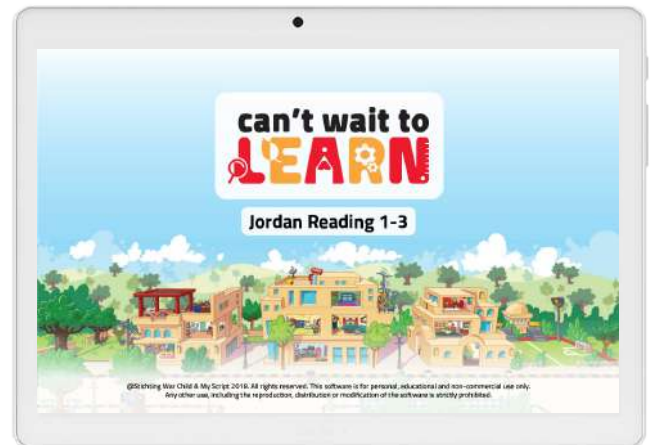 can't wait to
LEARN
Jordan Reading 1-3
@Stichting War Child & My Script 2018. All rights reserved. This software is for personal, educational and non-commercial use only.
Any other use, including the reproduction, distribution or modification of the software is strictly prohibited.